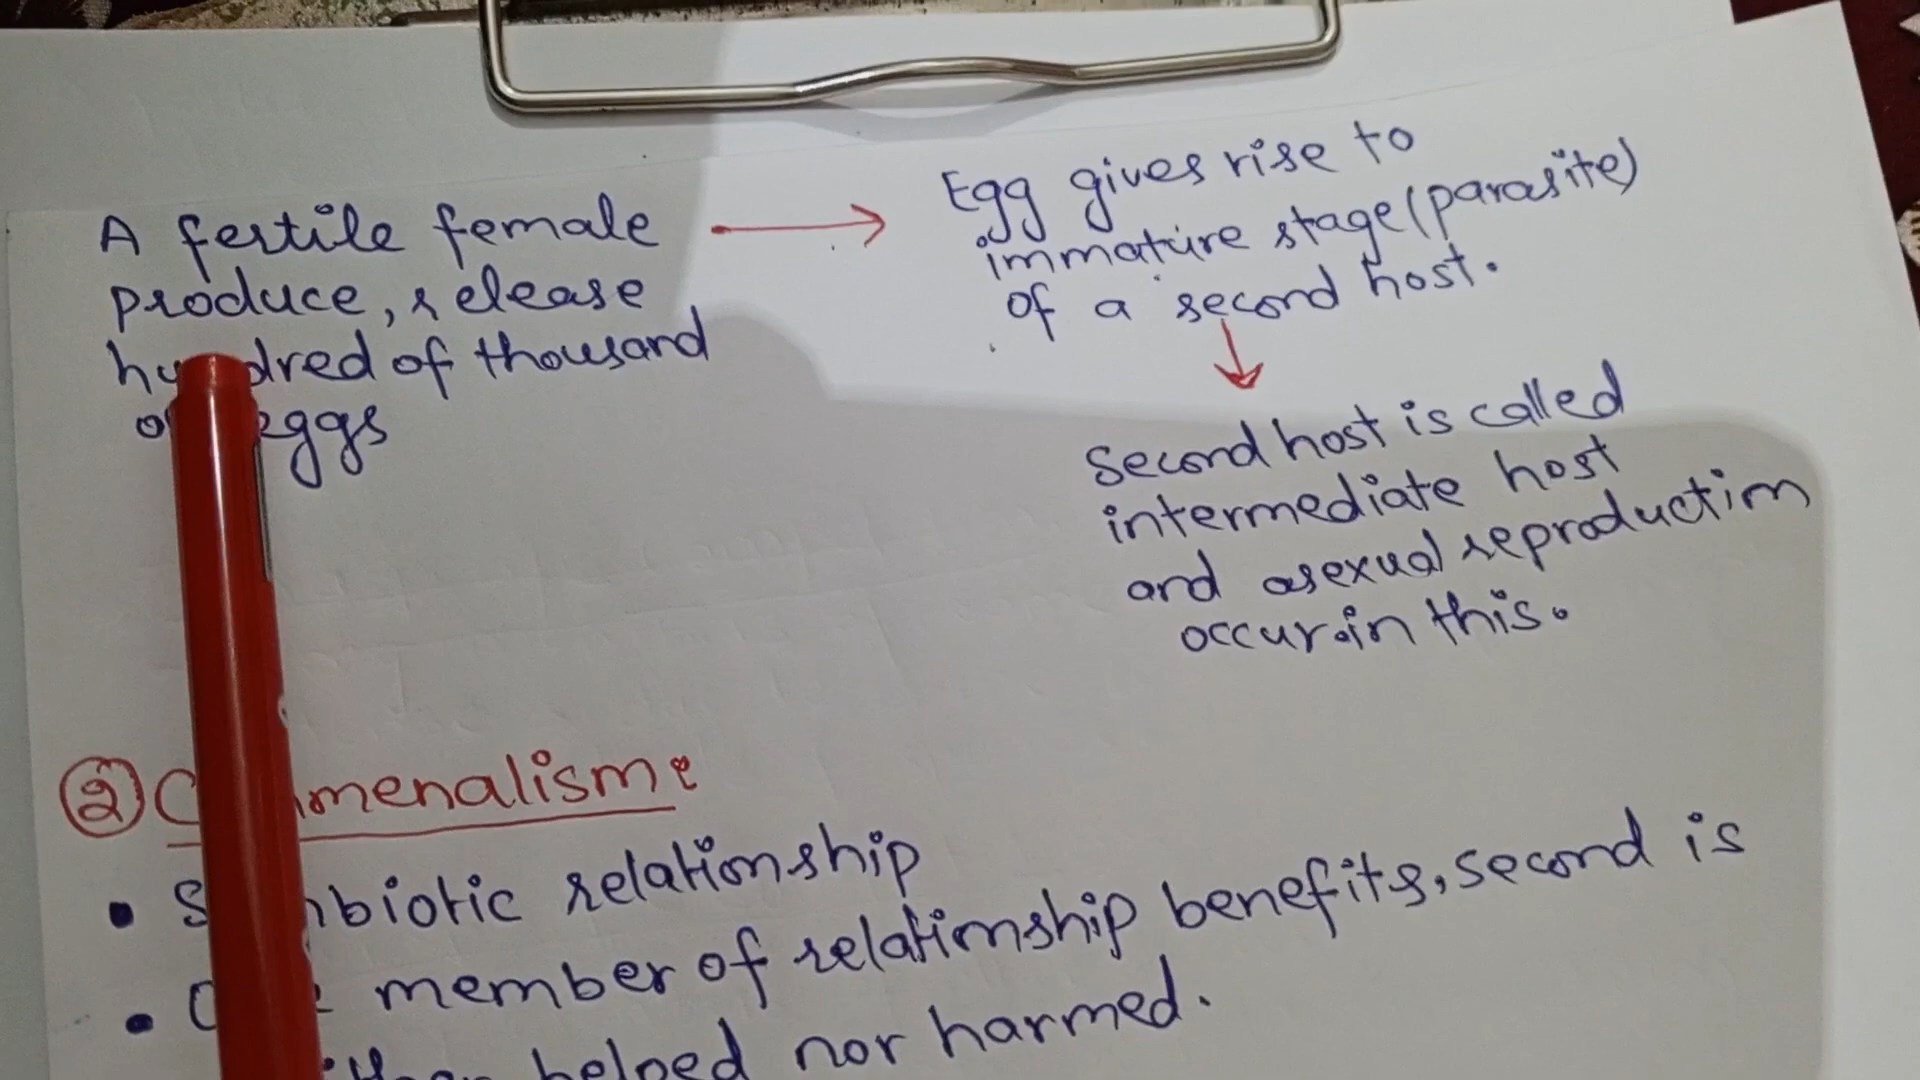 A fertile female
produce, release
dred of thousand
eggs
Egg gives rise to
immature stage (parasite)
of a second host.
Second host is called
intermediate host
and asexual reproduction
occur in this.
② menalism:
• biotic relationship
• member of relationship benefits, second is
helped nor harmed.